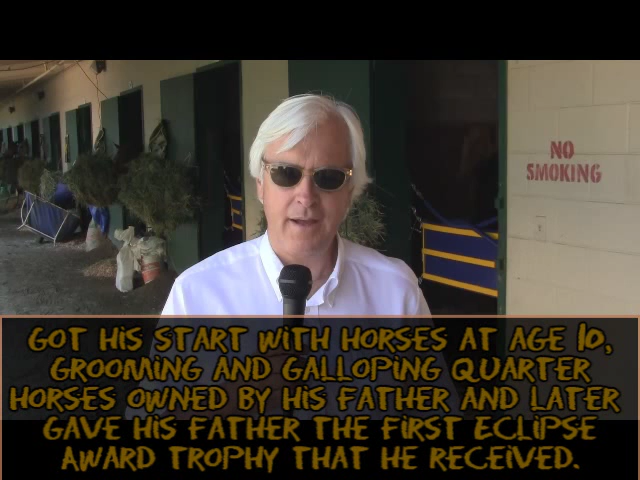 NO
SMOKING
GOT HIS START WITH HORSES AT AGE 10,
GROOMING AND GALLOPING QUARTER
HORSES OWNED BY HIS FATHER AND LATER
GAVE HIS FATHER THE FIRST ECLIPSE
AWARD TROPHY THAT HE RECEIVED.